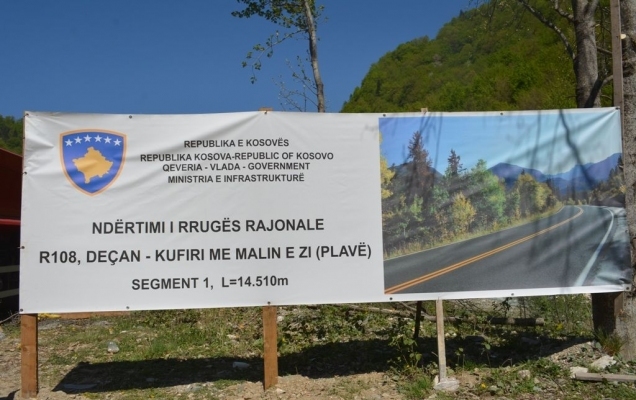 REPUBLIKA E KOSOVËS
REPUBLIKA KOSOVA-REPUBLIC OF KOSOVO
QEVERIA - VLADA - GOVERNMENT
MINISTRIA E INFRASTRUKTURË
NDËRTIMI I RRUGËS RAJONALE
R108, DEÇAN - KUFIRI ME MALIN E ZI (PLAVË)
SEGMENT 1, L=14.510m